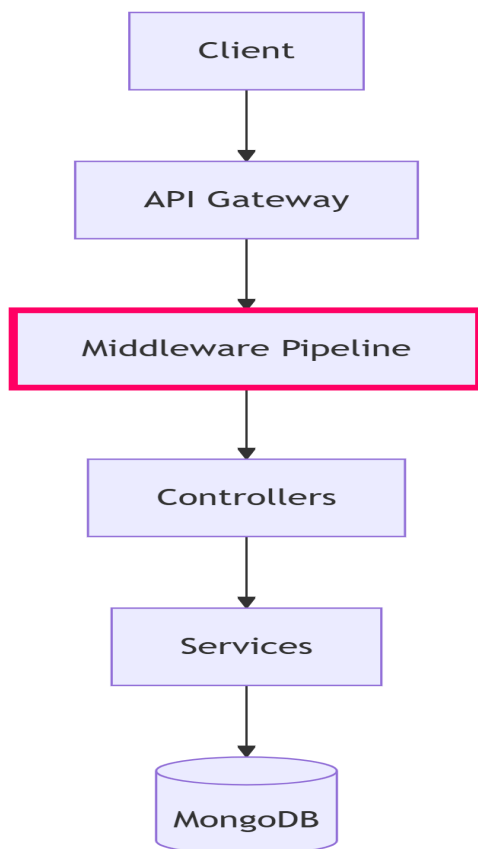 Client
API Gateway
Middleware Pipeline
Controllers
Services
MongoDB